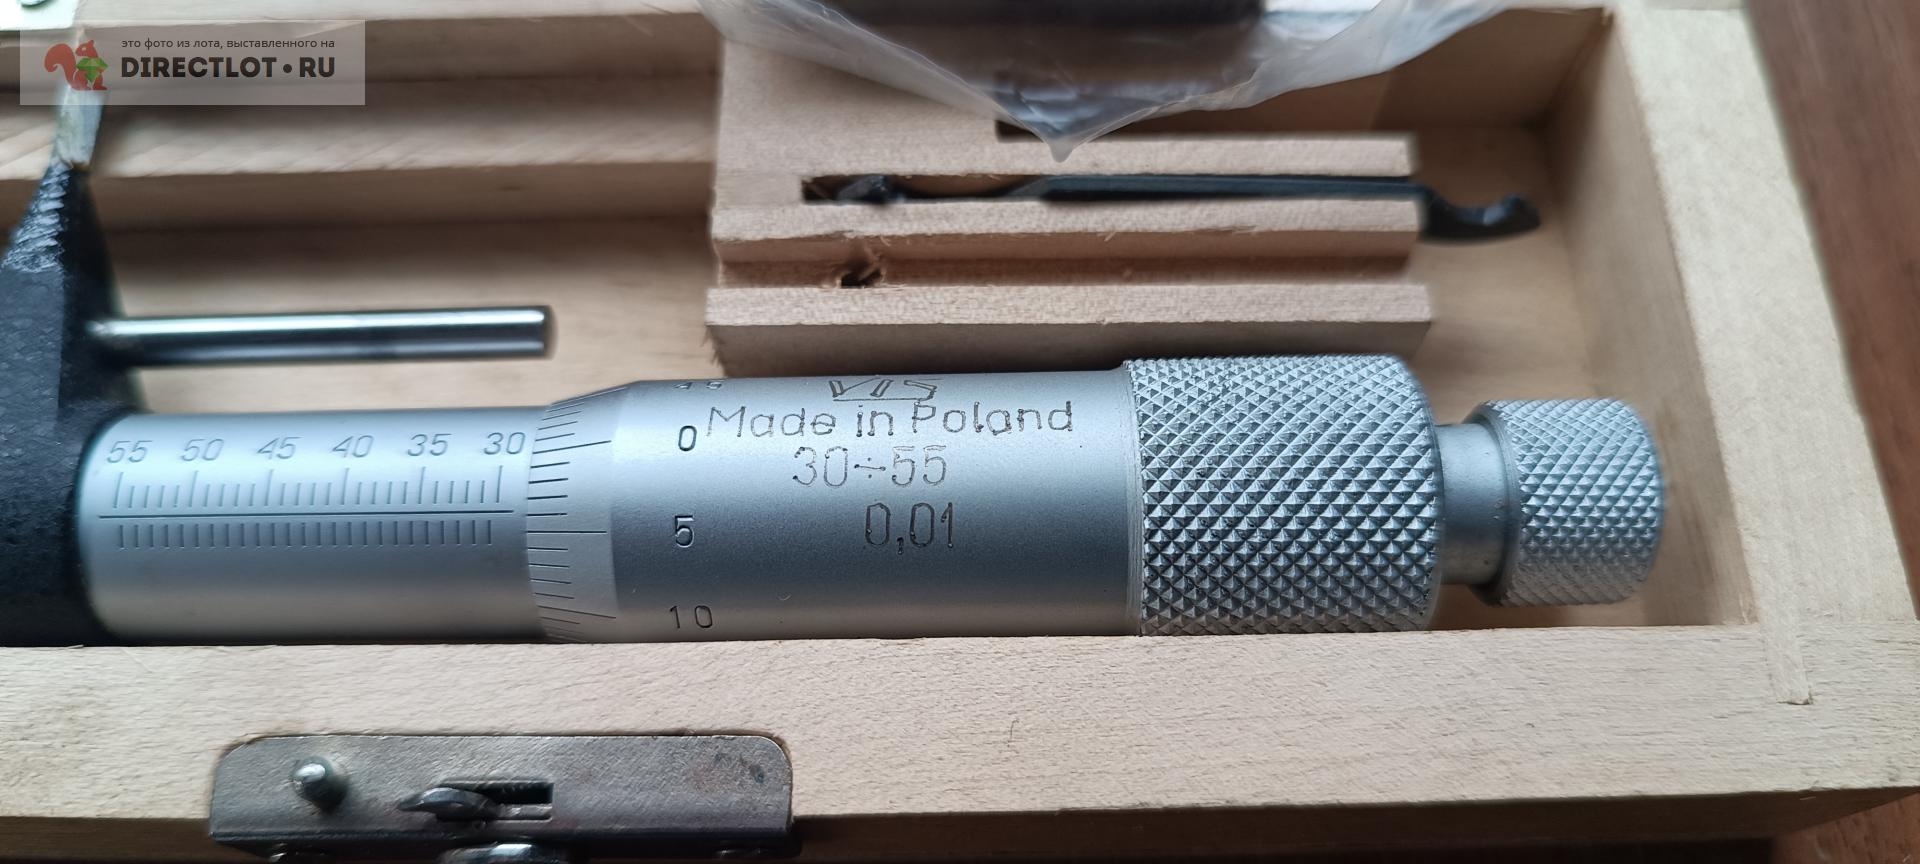 это фото из лота, выставленного на
DIRECTLOT•RU
55 50 45 40 35 30
45
0
5
10
VIS
Made in Poland
30÷55
0,01